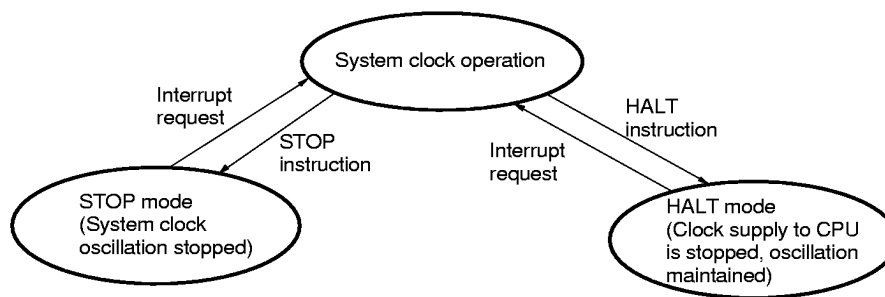 System clock operation
Interrupt
request
HALT
instruction
STOP
instruction
Interrupt
request
STOP mode
(System clock
oscillation stopped)
HALT mode
(Clock supply to CPU
is stopped, oscillation
maintained)